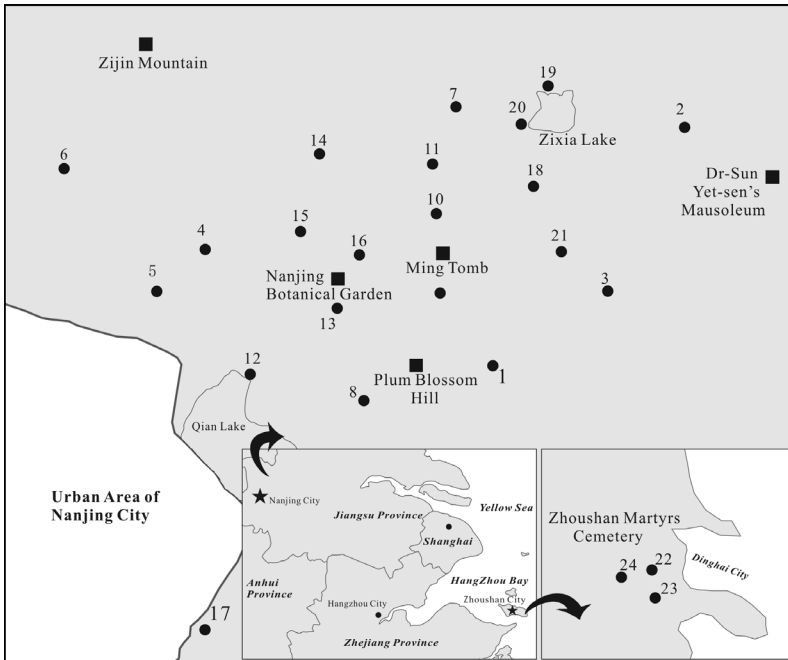 Zijin Mountain
19
7
20
2
Zixia Lake
14
11
6
18
Dr-Sun
Yet-sen's
Mausoleum
10
15
4
16
21
Ming Tomb
Nanjing
Botanical Garden
5
3
13
12
Plum Blossom
Hill
1
8
Qian Lake
Urban Area of
Nanjing City
17
Nanjing City
Jiangsu Province
Yellow Sea
Shanghai
Anhui
Province
HangZhou Bay
Zhoushan City
Hangzhou City
Zhejiang Province
Zhoushan Martyrs
Cemetery
Dinghai City
24
22
23